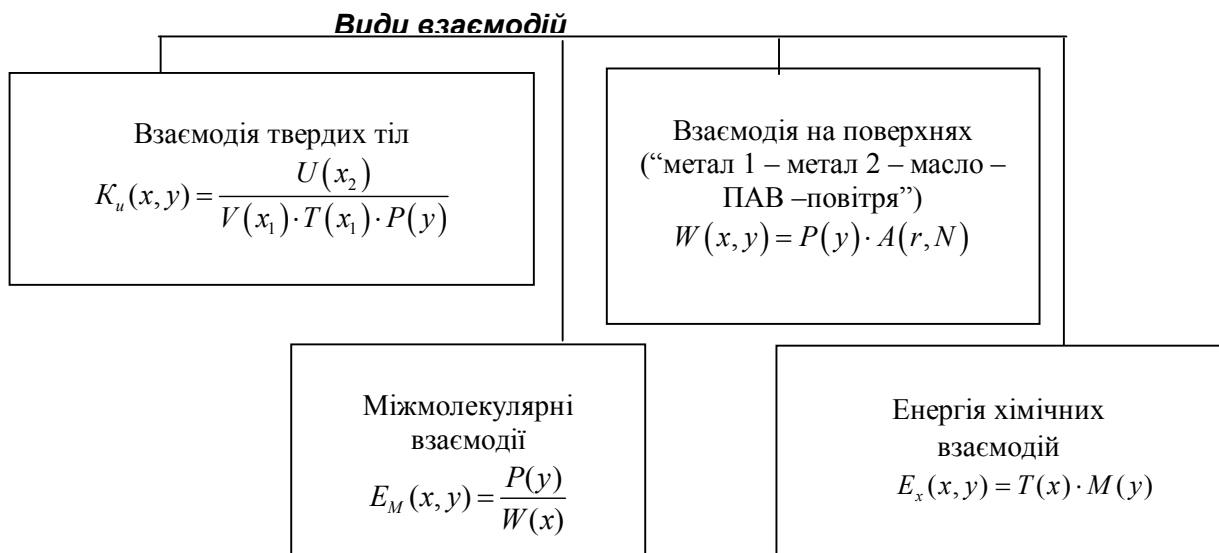 Види взаємодій
Взаємодія твердих тіл
K_u(x, y) = U(x_2) / (V(x_1)·T(x_1)·P(y))
Взаємодія на поверхнях
(“метал 1 – метал 2 – масло –
ПАВ –повітря”)
W(x, y) = P(y)·A(r, N)
Міжмолекулярні
взаємодії
E_M(x, y) = P(y) / W(x)
Енергія хімічних
взаємодій
E_x(x, y) = T(x)·M(y)